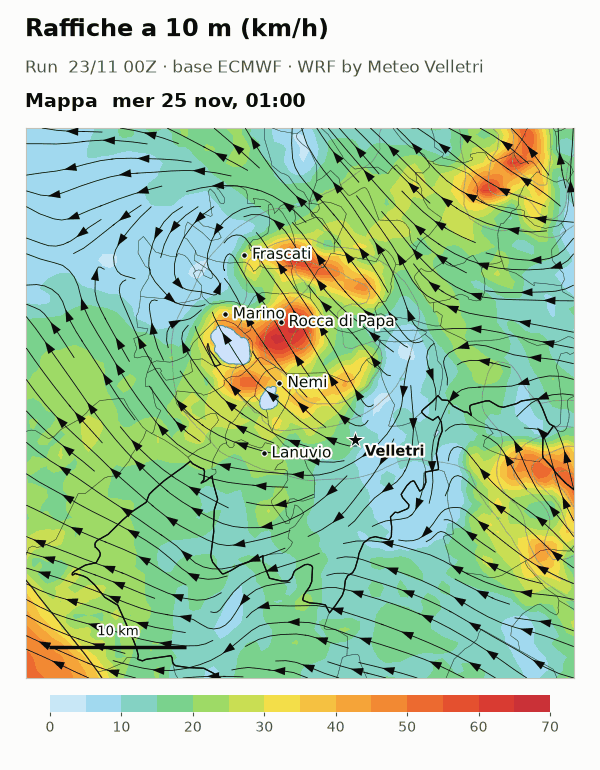 Raffiche a 10 m (km/h)
Run 23/11 00Z · base ECMWF · WRF by Meteo Velletri
Mappa mer 25 nov, 01:00
Frascati
Marino
Rocca di Papa
Nemi
Velletri
Lanuvio
10 km
0 10 20 30 40 50 60 70